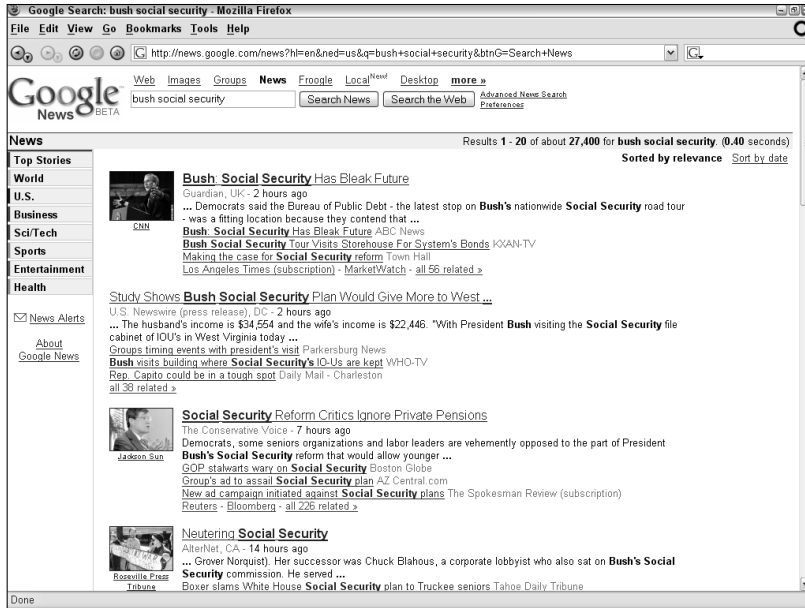 Google Search: bush social security - Mozilla Firefox
File Edit View Go Bookmarks Tools Help
G http://news.google.com/news?hl=en&ned=us&q=bush+social+security&btnG=Search+News
G
Web Images Groups News Froogle Local New! Desktop more »
Google News BETA
bush social security
Search News
Search the Web
Advanced News Search
Preferences
News
Results 1 - 20 of about 27,400 for bush social security. (0.40 seconds)
Sorted by relevance Sort by date
Top Stories
World
U.S.
Business
Sci/Tech
Sports
Entertainment
Health
News Alerts
About
Google News
CNN
Bush: Social Security Has Bleak Future
Guardian, UK - 2 hours ago
... Democrats said the Bureau of Public Debt - the latest stop on Bush's nationwide Social Security road tour
- was a fitting location because they contend that ...
Bush: Social Security Has Bleak Future ABC News
Bush Social Security Tour Visits Storehouse For System's Bonds KXAN-TV
Making the case for Social Security reform Town Hall
Los Angeles Times (subscription) - MarketWatch - all 56 related »
Study Shows Bush Social Security Plan Would Give More to West ...
U.S. Newswire (press release), DC - 2 hours ago
... The husband's income is $34,554 and the wife's income is $22,446. "With President Bush visiting the Social Security file
cabinet of IOU's in West Virginia today ...
Groups timing events with president's visit Parkersburg News
Bush visits building where Social Security's IO-Us are kept WHO-TV
Rep. Capito could be in a tough spot Daily Mail - Charleston
all 38 related »
Jackson Sun
Social Security Reform Critics Ignore Private Pensions
The Conservative Voice - 7 hours ago
Democrats, some seniors organizations and labor leaders are vehemently opposed to the part of President
Bush's Social Security reform that would allow younger ...
GOP stalwarts wary on Social Security Boston Globe
Group's ad to assail Social Security plan AZ Central.com
New ad campaign initiated against Social Security plans The Spokesman Review (subscription)
Reuters - Bloomberg - all 226 related »
Roseville Press
Tribune
Neutering Social Security
AlterNet, CA - 14 hours ago
... Grover Norquist). Her successor was Chuck Blahous, a corporate lobbyist who also sat on Bush's Social
Security commission. He served ...
Boxer slams White House Social Security plan to Truckee seniors Tahoe Daily Tribune
Done